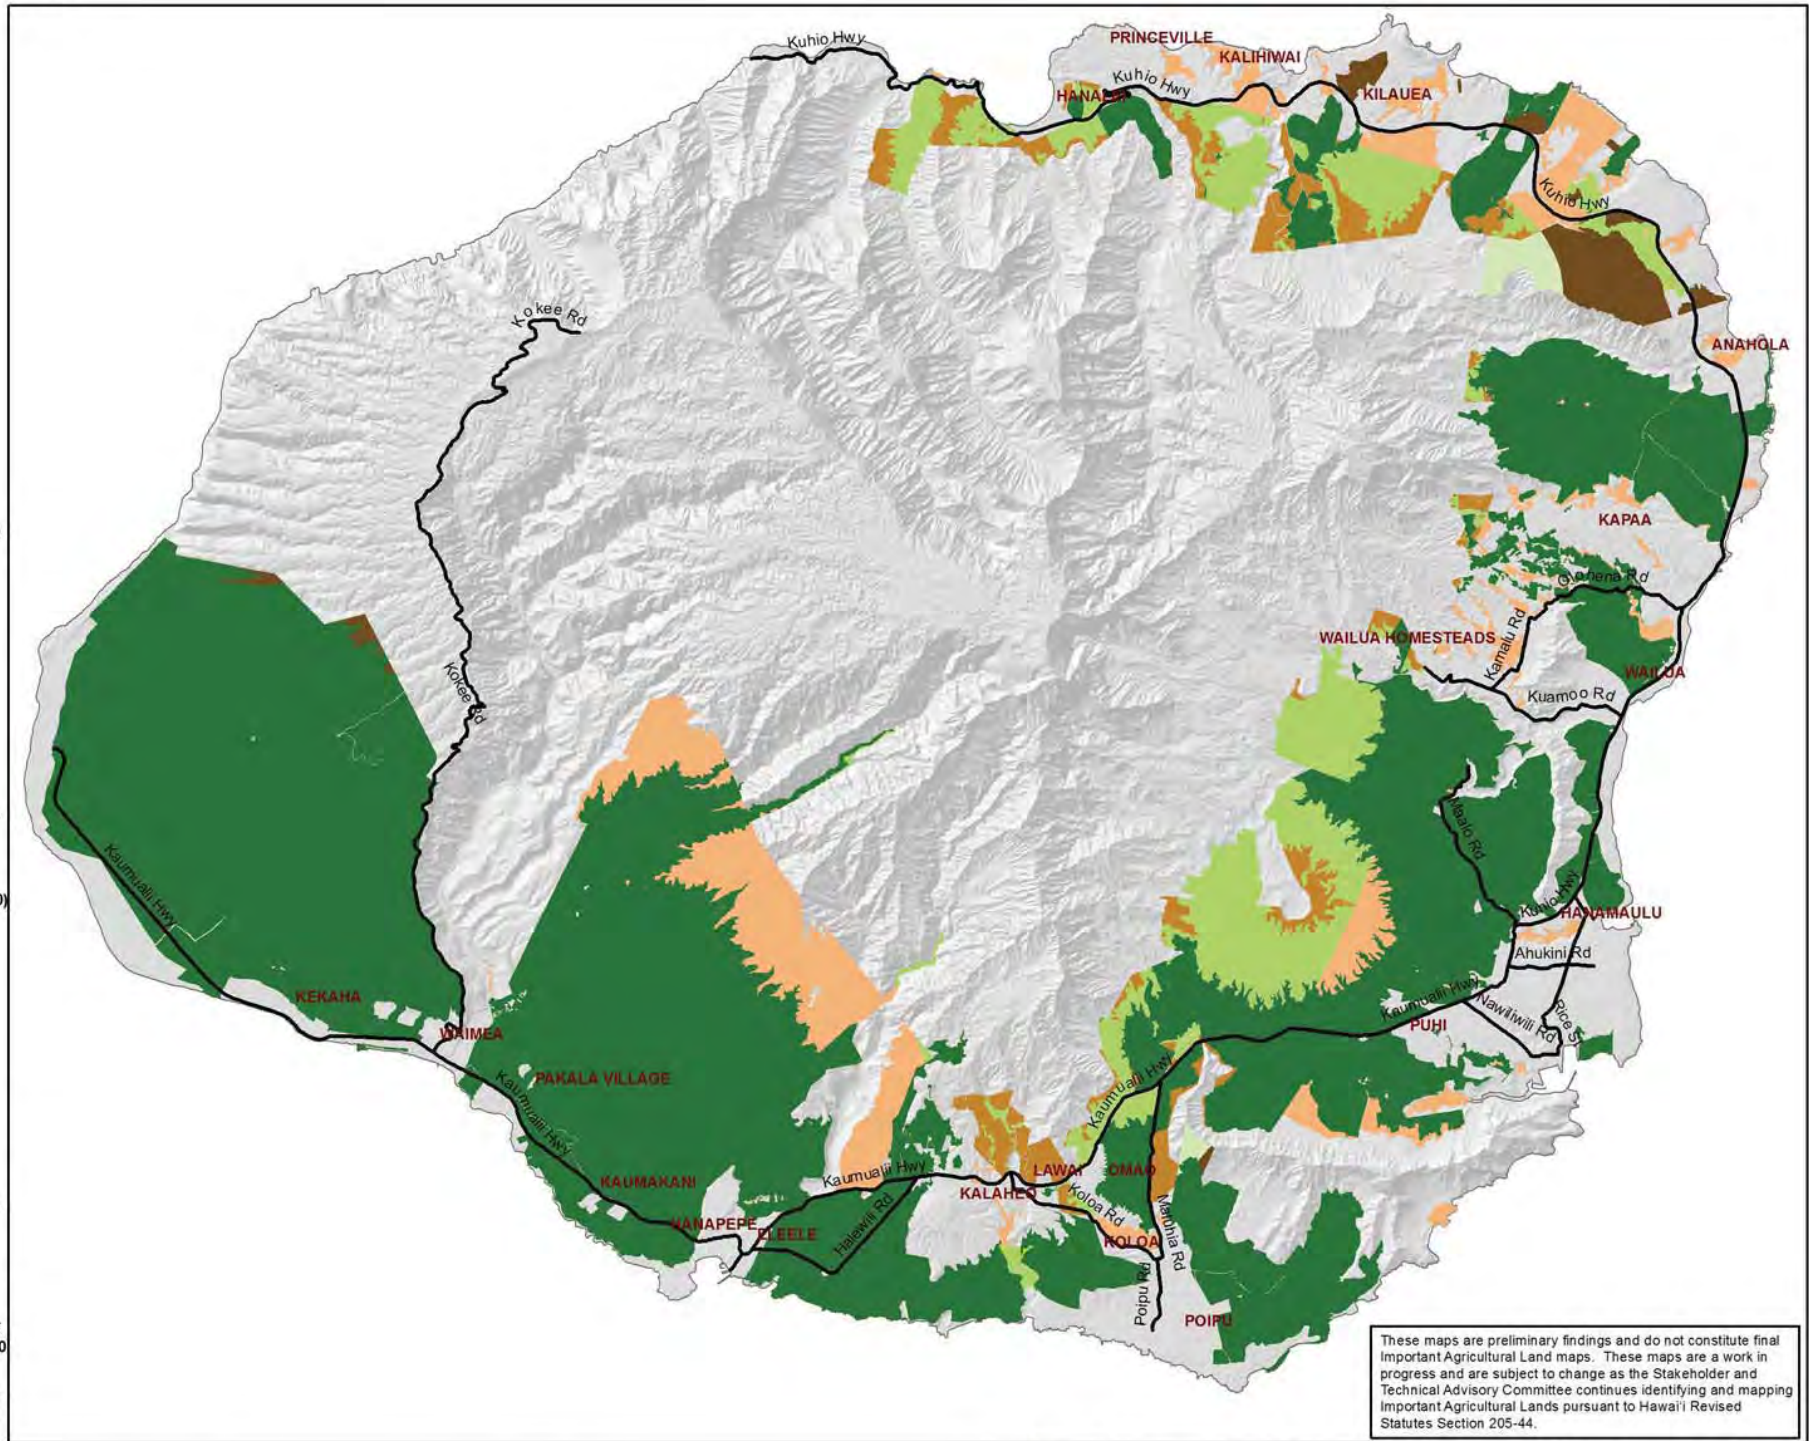 Kuhio Hwy
PRINCEVILLE
KALIHIWAI
Kuhio Hwy
HANALEI
KILAUEA
Kuhio Hwy
Kokee Rd
ANAHOLA
KAPAA
Olohena Rd
WAILUA HOMESTEADS
Kamalu Rd
WAILUA
Kokee Rd
Kuamoo Rd
Maalo Rd
Kaumualii Hwy
Kuhio Hwy
HANAMAULU
Ahukini Rd
KEKAHA
Kaumualii Hwy
Nawiliwili Rd
Rice St
PUHI
WAIMEA
PAKALA VILLAGE
Kaumualii Hwy
Kaumualii Hwy
KAUMAKANI
Kaumualii Hwy
LAWAI
OMAO
KALAHEO
Koloa Rd
Maluhia Rd
HANAPEPE
ELEELE
Halewili Rd
KOLOA
Poipu Rd
POIPU
These maps are preliminary findings and do not constitute final
Important Agricultural Land maps. These maps are a work in
progress and are subject to change as the Stakeholder and
Technical Advisory Committee continues identifying and mapping
Important Agricultural Lands pursuant to Hawai'i Revised
Statutes Section 205-44.